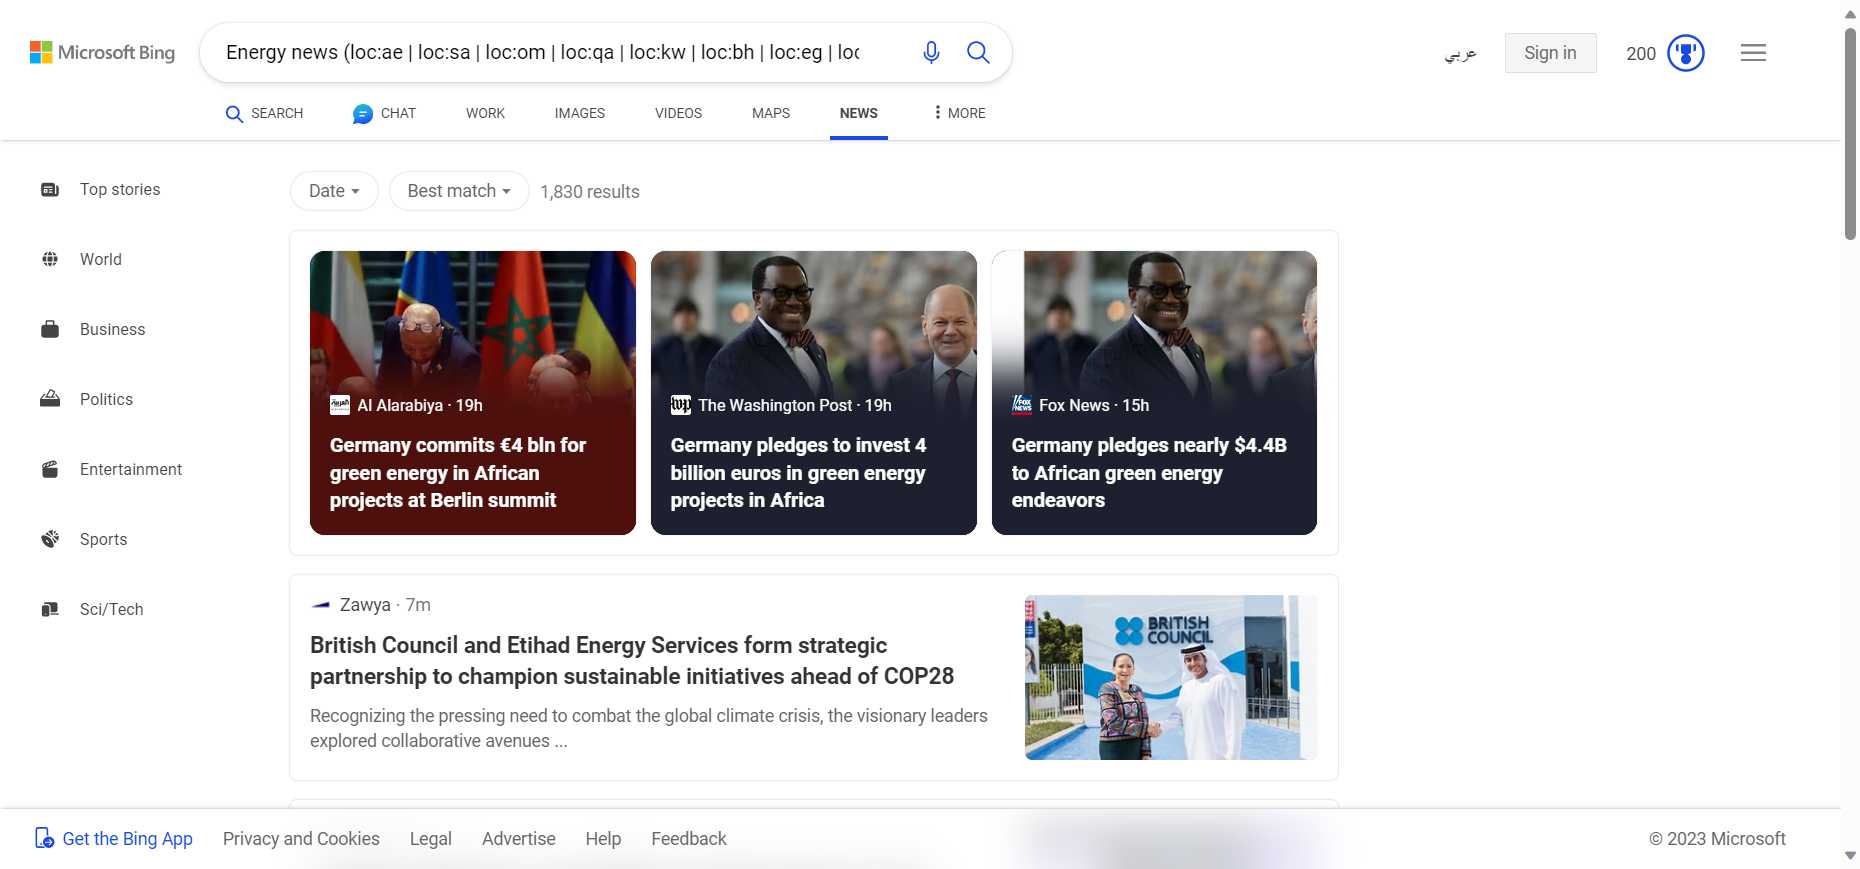 Microsoft Bing
Energy news (loc:ae | loc:sa | loc:om | loc:qa | loc:kw | loc:bh | loc:eg | loc
عربي
Sign in
200
SEARCH
CHAT
WORK
IMAGES
VIDEOS
MAPS
NEWS
MORE
Top stories
World
Business
Politics
Entertainment
Sports
Sci/Tech
Date
Best match
1,830 results
Al Alarabiya · 19h
Germany commits €4 bln for
green energy in African
projects at Berlin summit
wp
The Washington Post · 19h
Germany pledges to invest 4
billion euros in green energy
projects in Africa
FOX
NEWS
Fox News · 15h
Germany pledges nearly $4.4B
to African green energy
endeavors
Zawya · 7m
British Council and Etihad Energy Services form strategic
partnership to champion sustainable initiatives ahead of COP28
Recognizing the pressing need to combat the global climate crisis, the visionary leaders
explored collaborative avenues ...
BRITISH
COUNCIL
Get the Bing App
Privacy and Cookies
Legal
Advertise
Help
Feedback
© 2023 Microsoft